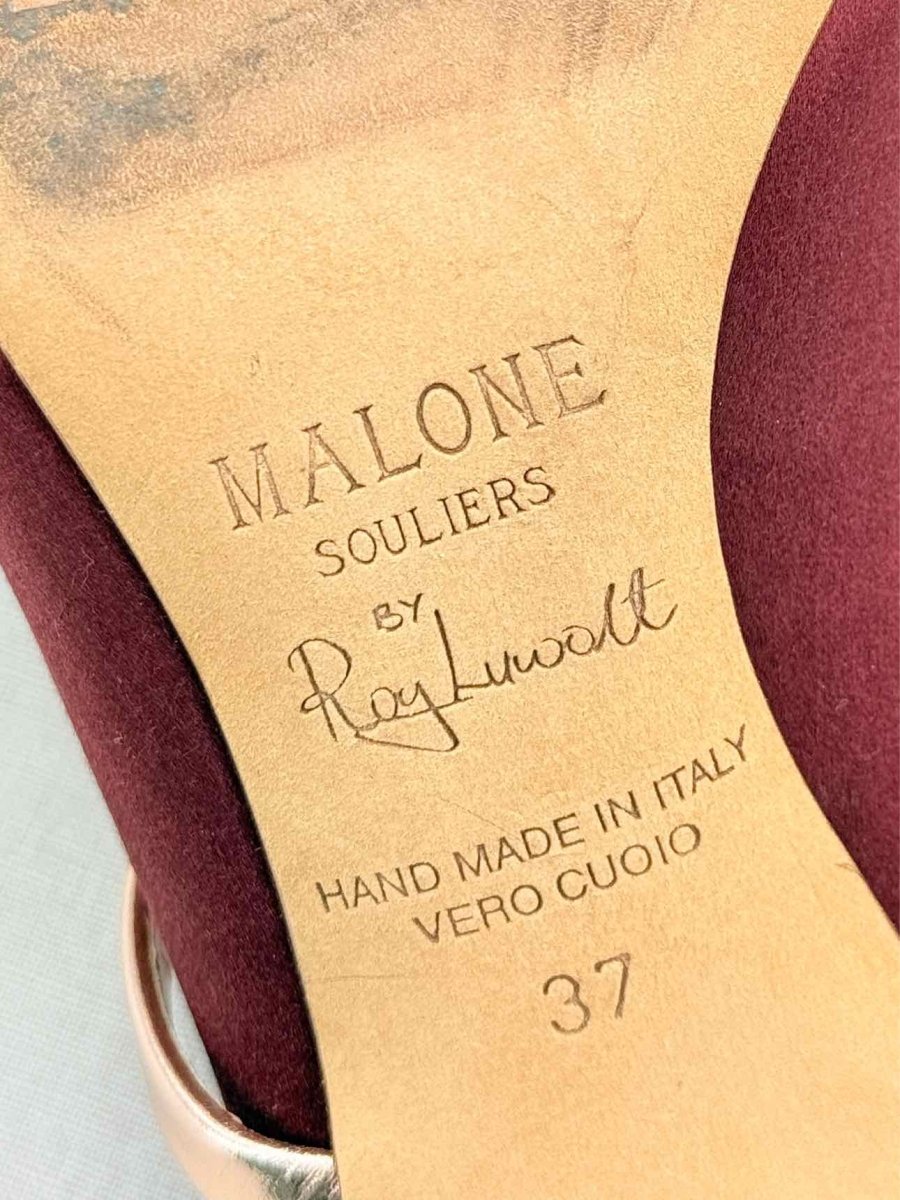 MALONE
SOULIERS
BY
Roy Luwolt
HAND MADE IN ITALY
VERO CUOIO
37